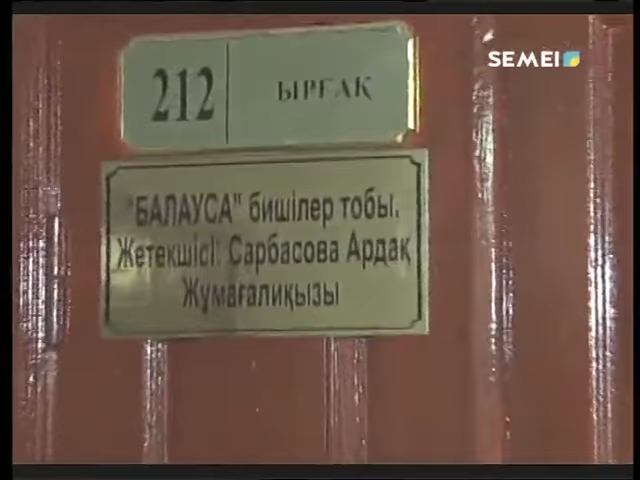 SEMEI
212 ЫРҒАҚ
"БАЛАУСА" бишілер тобы.
Жетекшісі: Сарбасова Ардақ
Жұмағалиқызы